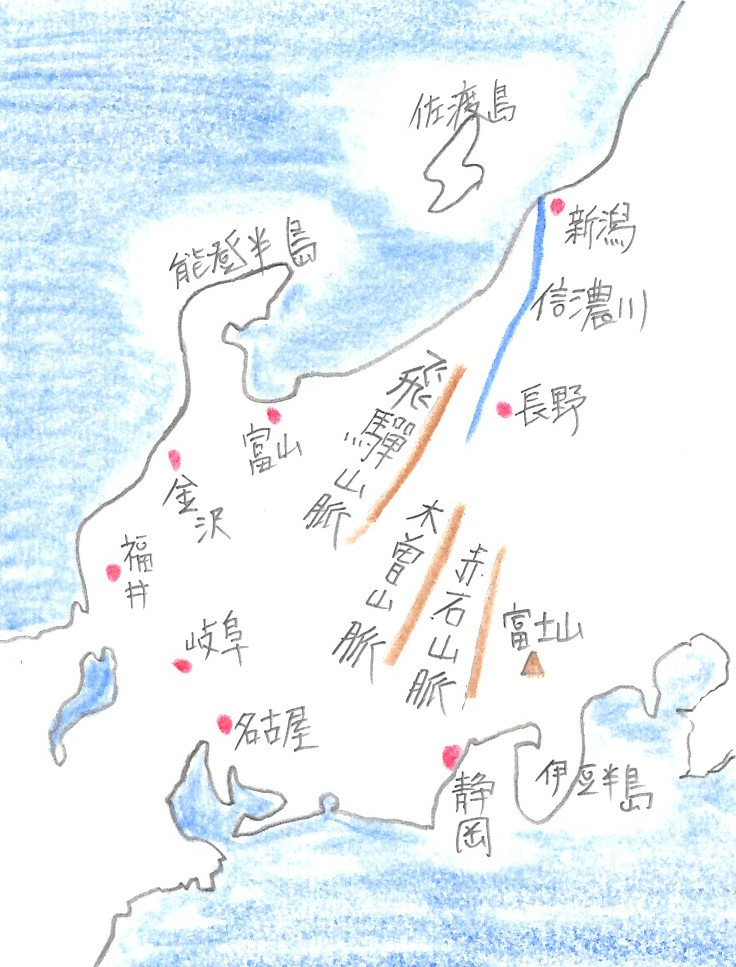 佐渡島
新潟
能登半島
信濃川
飛驒山脈
長野
富山
金沢
木曽山脈
福井
赤石山脈
富士山
岐阜
名古屋
伊豆半島
静岡